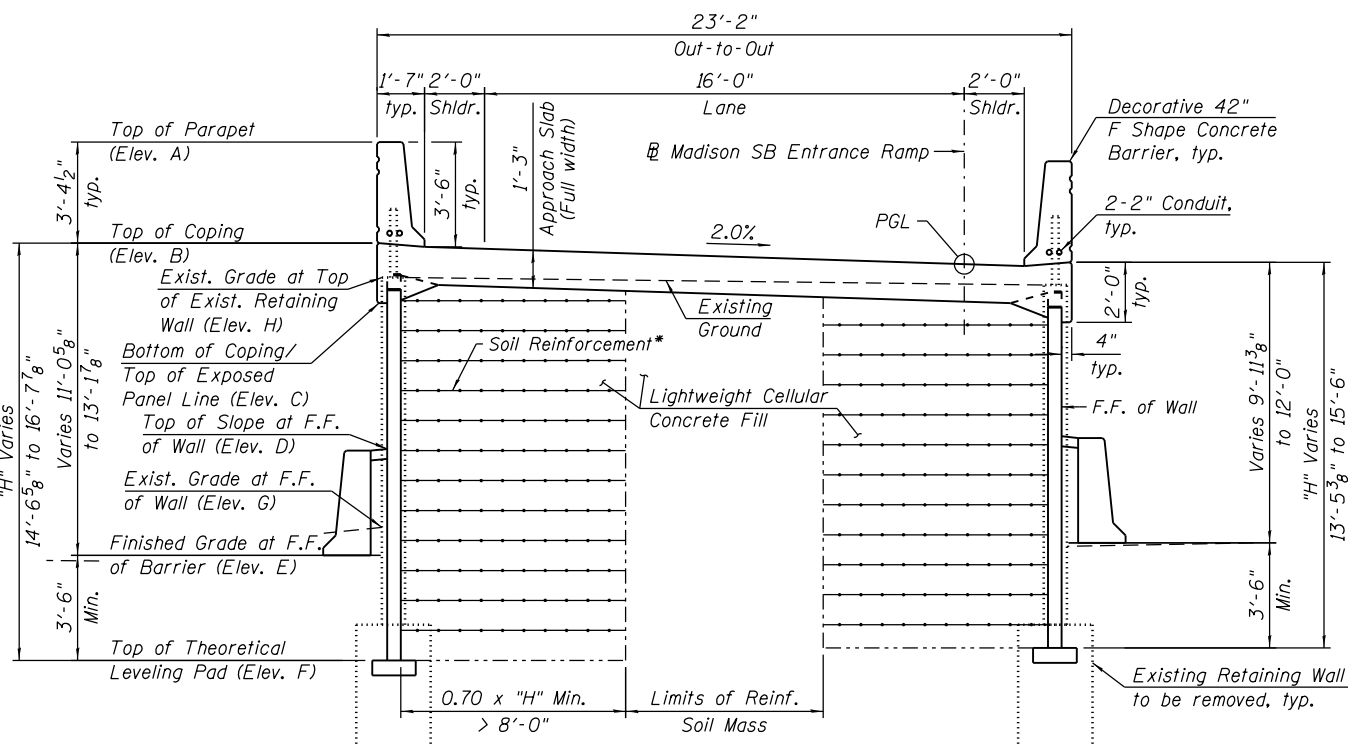 23'-2"
Out-to-Out
1'-7"
typ.
2'-0"
Shldr.
16'-0"
Lane
2'-0"
Shldr.
Top of Parapet
(Elev. A)
3'-4½"
typ.
3'-6"
typ.
1'-3"
Approach Slab
(Full width)
℄ Madison SB Entrance Ramp
Decorative 42"
F Shape Concrete
Barrier, typ.
2-2" Conduit,
typ.
PGL
2.0%
Top of Coping
(Elev. B)
Exist. Grade at Top
of Exist. Retaining
Wall (Elev. H)
Existing
Ground
2'-0"
typ.
4"
typ.
Bottom of Coping/
Top of Exposed
Panel Line (Elev. C)
Soil Reinforcement*
Lightweight Cellular
Concrete Fill
F.F. of Wall
Top of Slope at F.F.
of Wall (Elev. D)
Exist. Grade at F.F.
of Wall (Elev. G)
Finished Grade at F.F.
of Barrier (Elev. E)
"H" Varies
14'-6⅝" to 16'-7⅞"
Varies 11'-0⅝"
to 13'-1⅞"
3'-6"
Min.
Varies 9'-11⅜"
to 12'-0"
"H" Varies
13'-5⅜" to 15'-6"
3'-6"
Min.
Top of Theoretical
Leveling Pad (Elev. F)
0.70 x "H" Min.
> 8'-0"
Limits of Reinf.
Soil Mass
Existing Retaining Wall
to be removed, typ.